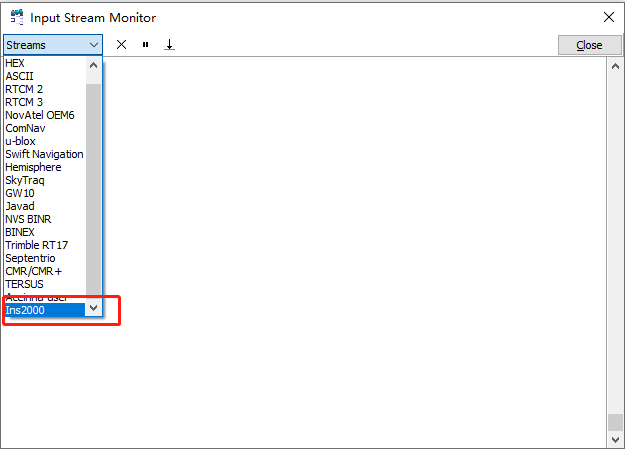 Input Stream Monitor
Streams
Close
HEX
ASCII
RTCM 2
RTCM 3
NovAtel OEM6
ComNav
u-blox
Swift Navigation
Hemisphere
SkyTraq
GW10
Javad
NVS BINR
BINEX
Trimble RT17
Septentrio
CMR/CMR+
TERSUS
Ins2000